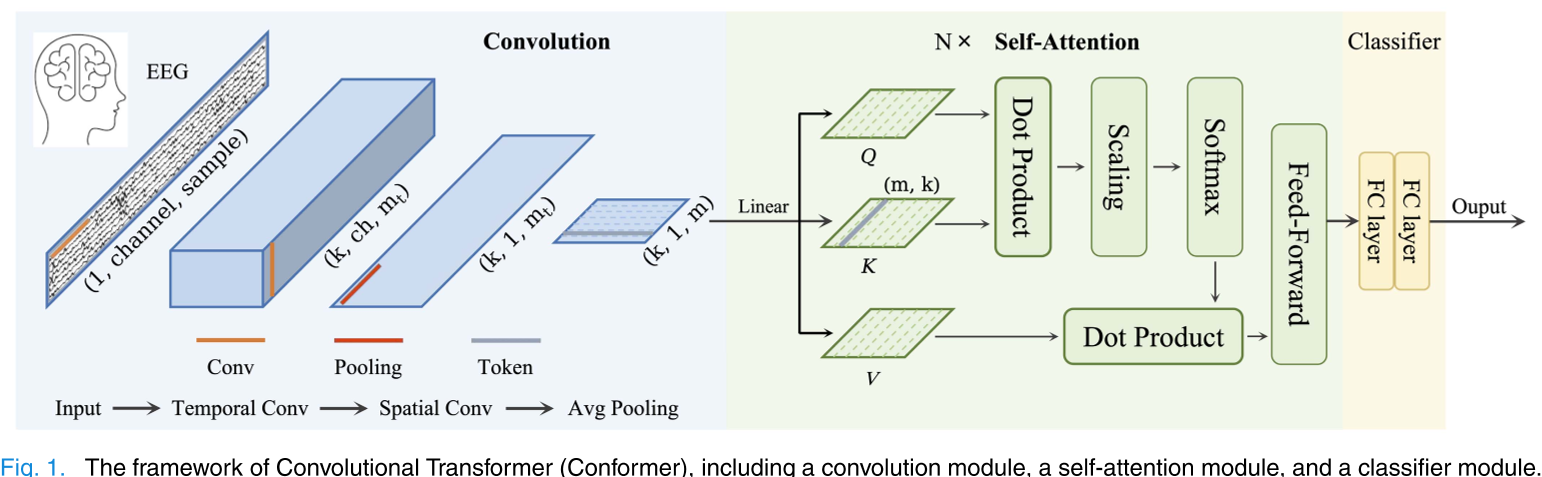 EEG
Convolution
(1, channel, sample)
(k, ch, mₜ)
(k, 1, mₜ)
(k, 1, m)
Conv
Pooling
Token
Input
Temporal Conv
Spatial Conv
Avg Pooling
N × Self-Attention
Linear
Q
(m, k)
K
V
Dot Product
Scaling
Softmax
Dot Product
Feed-Forward
Classifier
FC layer
FC layer
Ouput
Fig. 1. The framework of Convolutional Transformer (Conformer), including a convolution module, a self-attention module, and a classifier module.